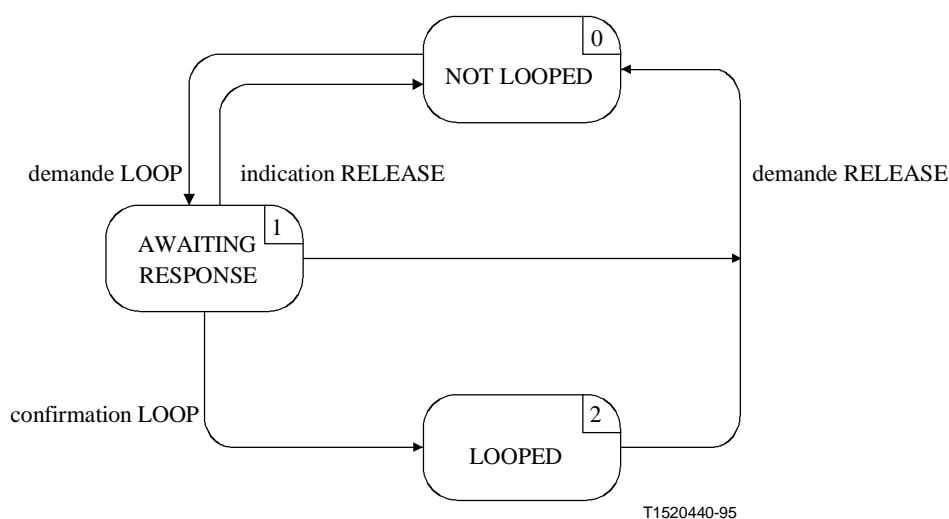 0
NOT LOOPED
demande LOOP
indication RELEASE
demande RELEASE
1
AWAITING
RESPONSE
confirmation LOOP
2
LOOPED
T1520440-95